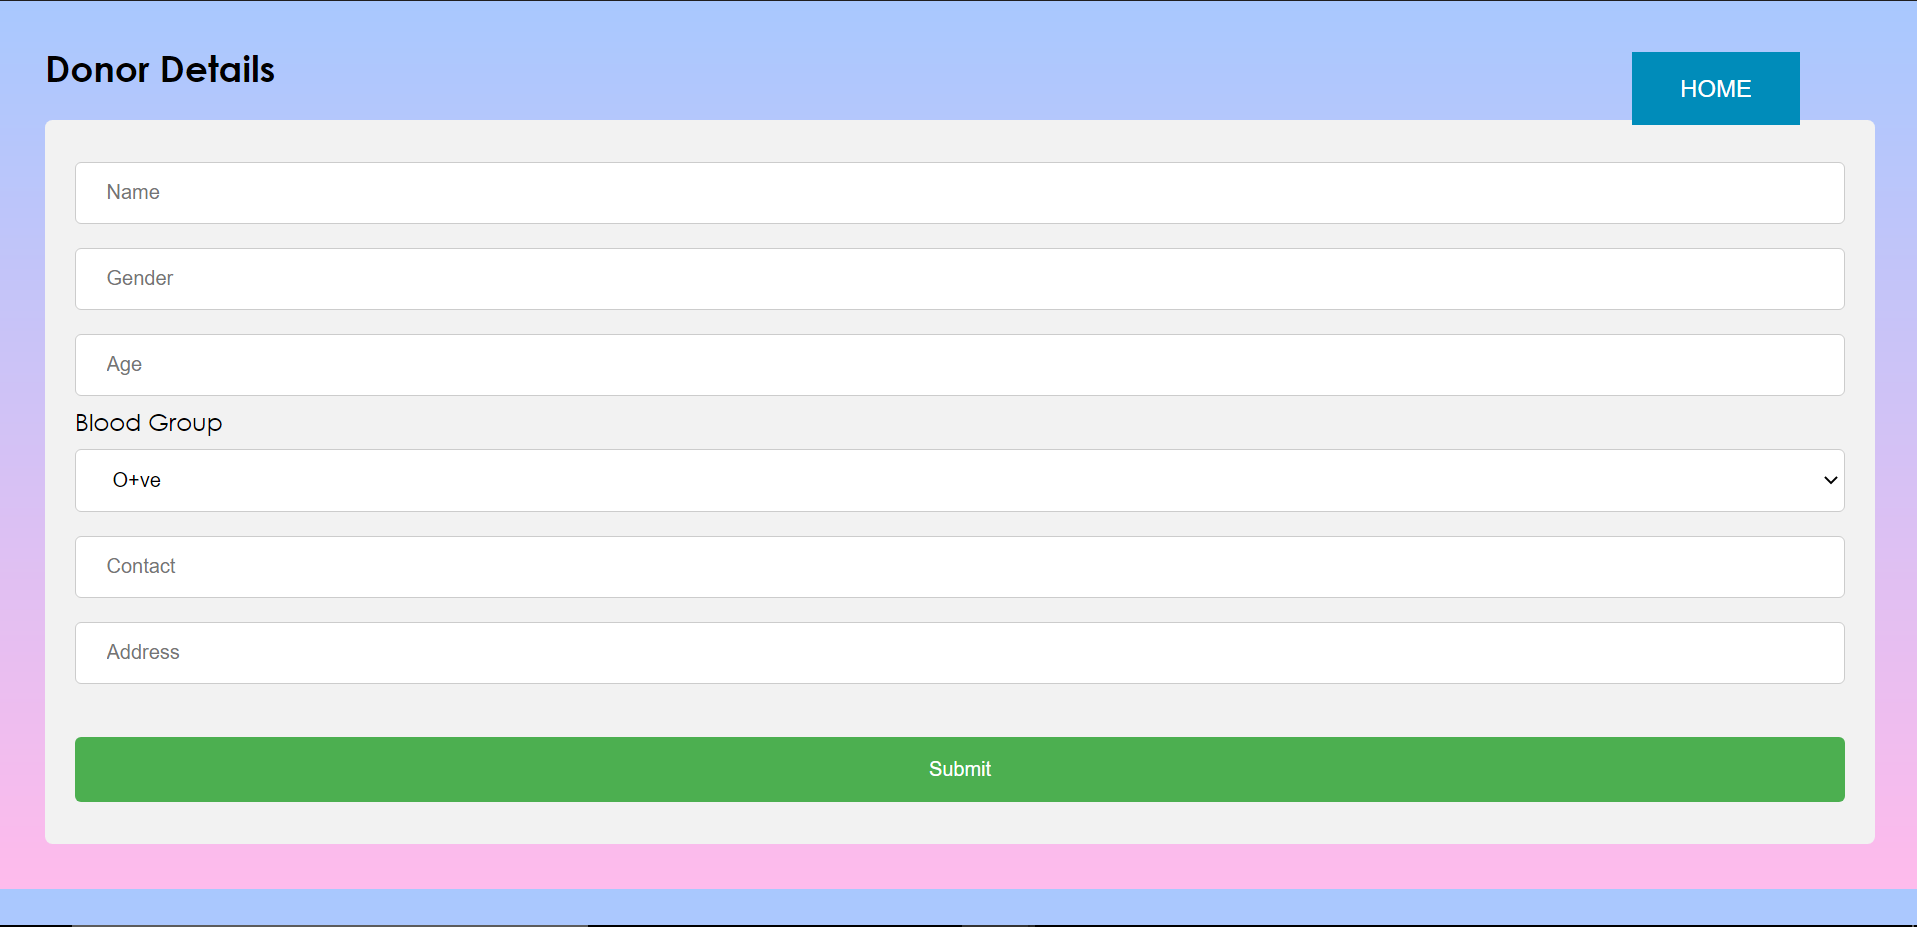 Donor Details
HOME
Name
Gender
Age
Blood Group
O+ve
Contact
Address
Submit